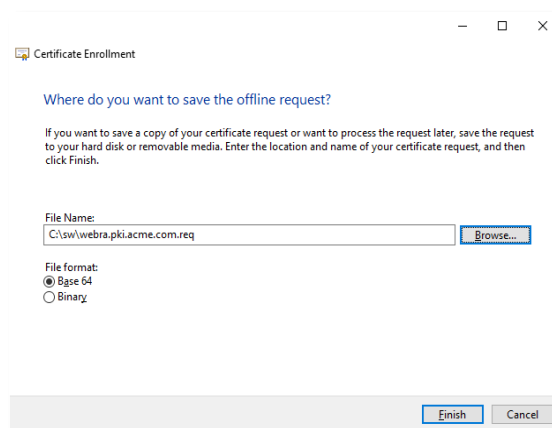 Certificate Enrollment
Where do you want to save the offline request?
If you want to save a copy of your certificate request or want to process the request later, save the request
to your hard disk or removable media. Enter the location and name of your certificate request, and then
click Finish.
File Name:
C:\sw\webra.pki.acme.com.req
Browse...
File format:
Base 64
Binary
Finish
Cancel